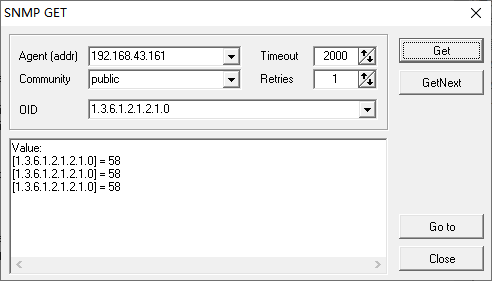 SNMP GET
Agent (addr) 192.168.43.161 Timeout 2000 Get
Community public Retries 1 GetNext
OID 1.3.6.1.2.1.2.1.0
Value:
[1.3.6.1.2.1.2.1.0] = 58
[1.3.6.1.2.1.2.1.0] = 58
[1.3.6.1.2.1.2.1.0] = 58
Go to
Close